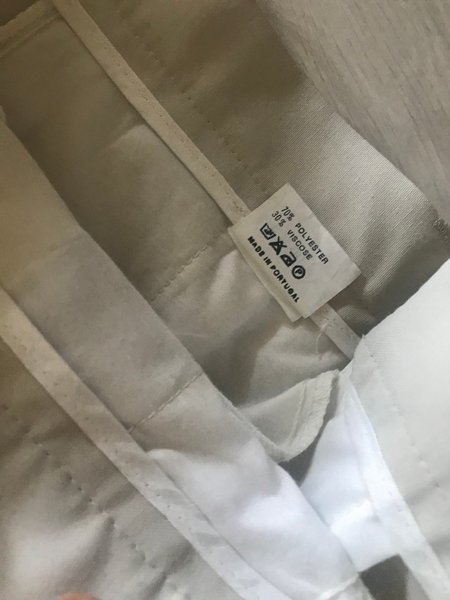 70% POLYESTER
30% VISCOSE
P
MADE IN PORTUGAL